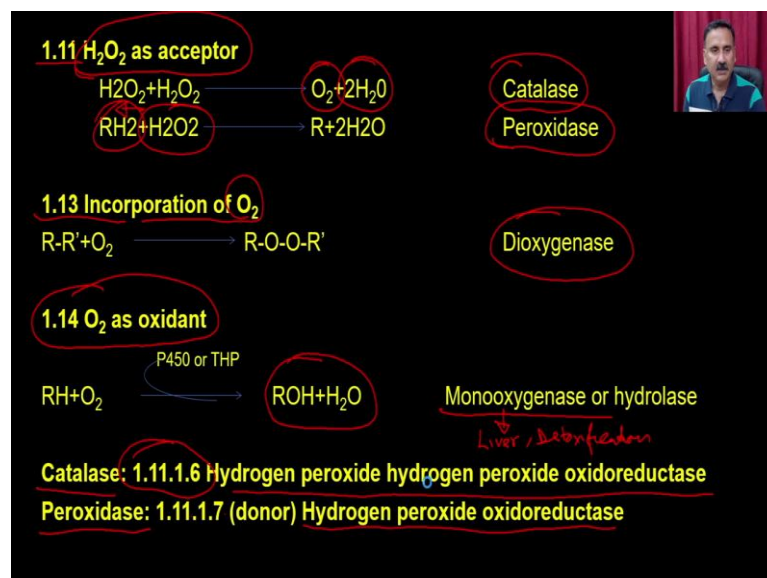 1.11 H₂O₂ as acceptor
H2O₂+H₂O₂ → O₂+2H₂0 Catalase
RH2+H2O2 → R+2H2O Peroxidase
1.13 Incorporation of O₂
R-R'+O₂ → R-O-O-R' Dioxygenase
1.14 O₂ as oxidant
P450 or THP
RH+O₂ → ROH+H₂O Monooxygenase or hydrolase
Liver, Detoxification
Catalase: 1.11.1.6 Hydrogen peroxide hydrogen peroxide oxidoreductase
Peroxidase: 1.11.1.7 (donor) Hydrogen peroxide oxidoreductase